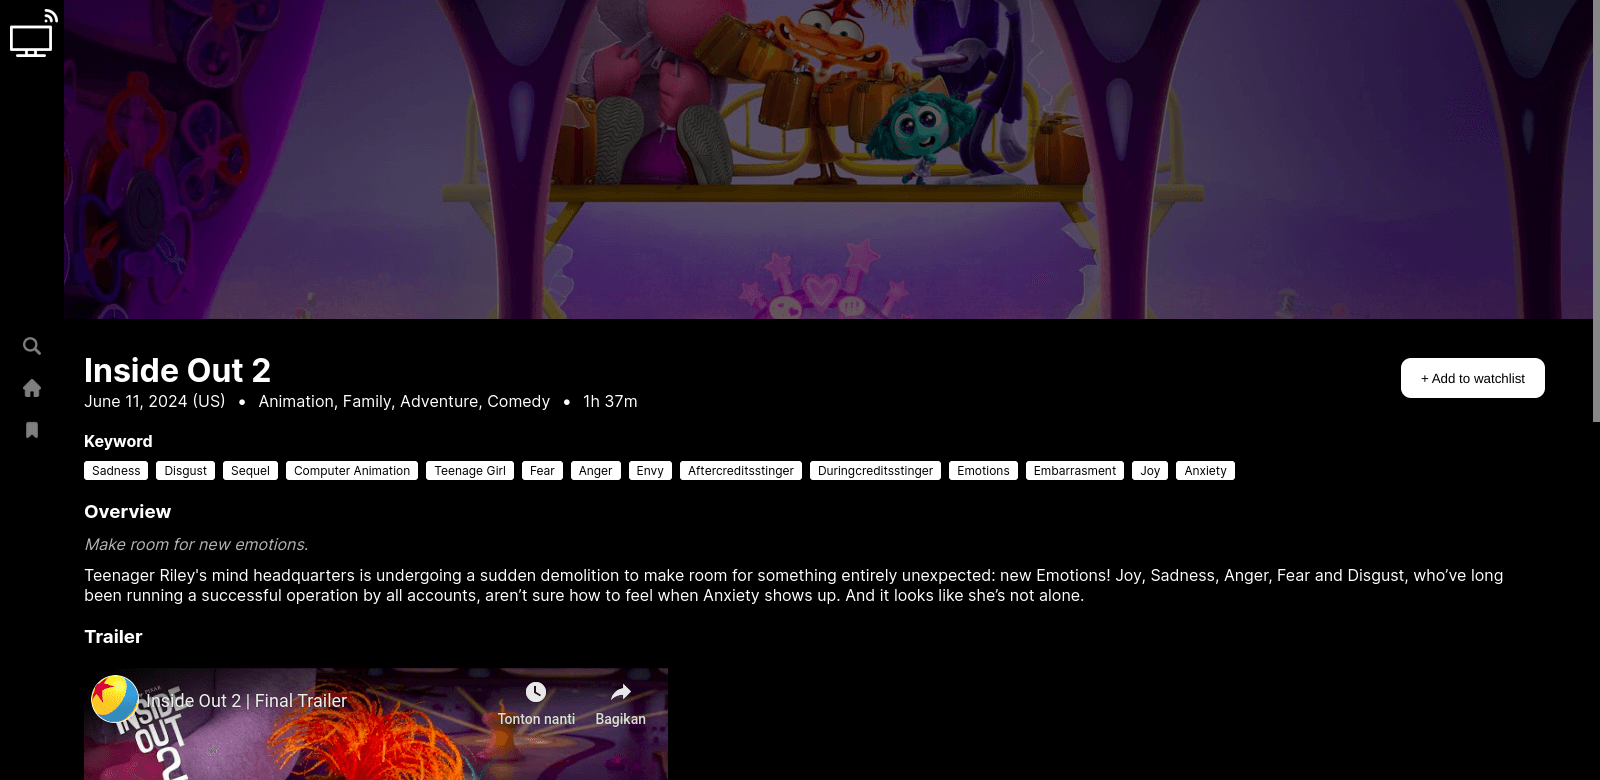 Inside Out 2
+ Add to watchlist
June 11, 2024 (US) • Animation, Family, Adventure, Comedy • 1h 37m
Keyword
Sadness Disgust Sequel Computer Animation Teenage Girl Fear Anger Envy Aftercreditsstinger Duringcreditsstinger Emotions Embarrasment Joy Anxiety
Overview
Make room for new emotions.
Teenager Riley's mind headquarters is undergoing a sudden demolition to make room for something entirely unexpected: new Emotions! Joy, Sadness, Anger, Fear and Disgust, who’ve long
been running a successful operation by all accounts, aren’t sure how to feel when Anxiety shows up. And it looks like she’s not alone.
Trailer
Inside Out 2 | Final Trailer
Tonton nanti Bagikan
INSIDE
OUT
2